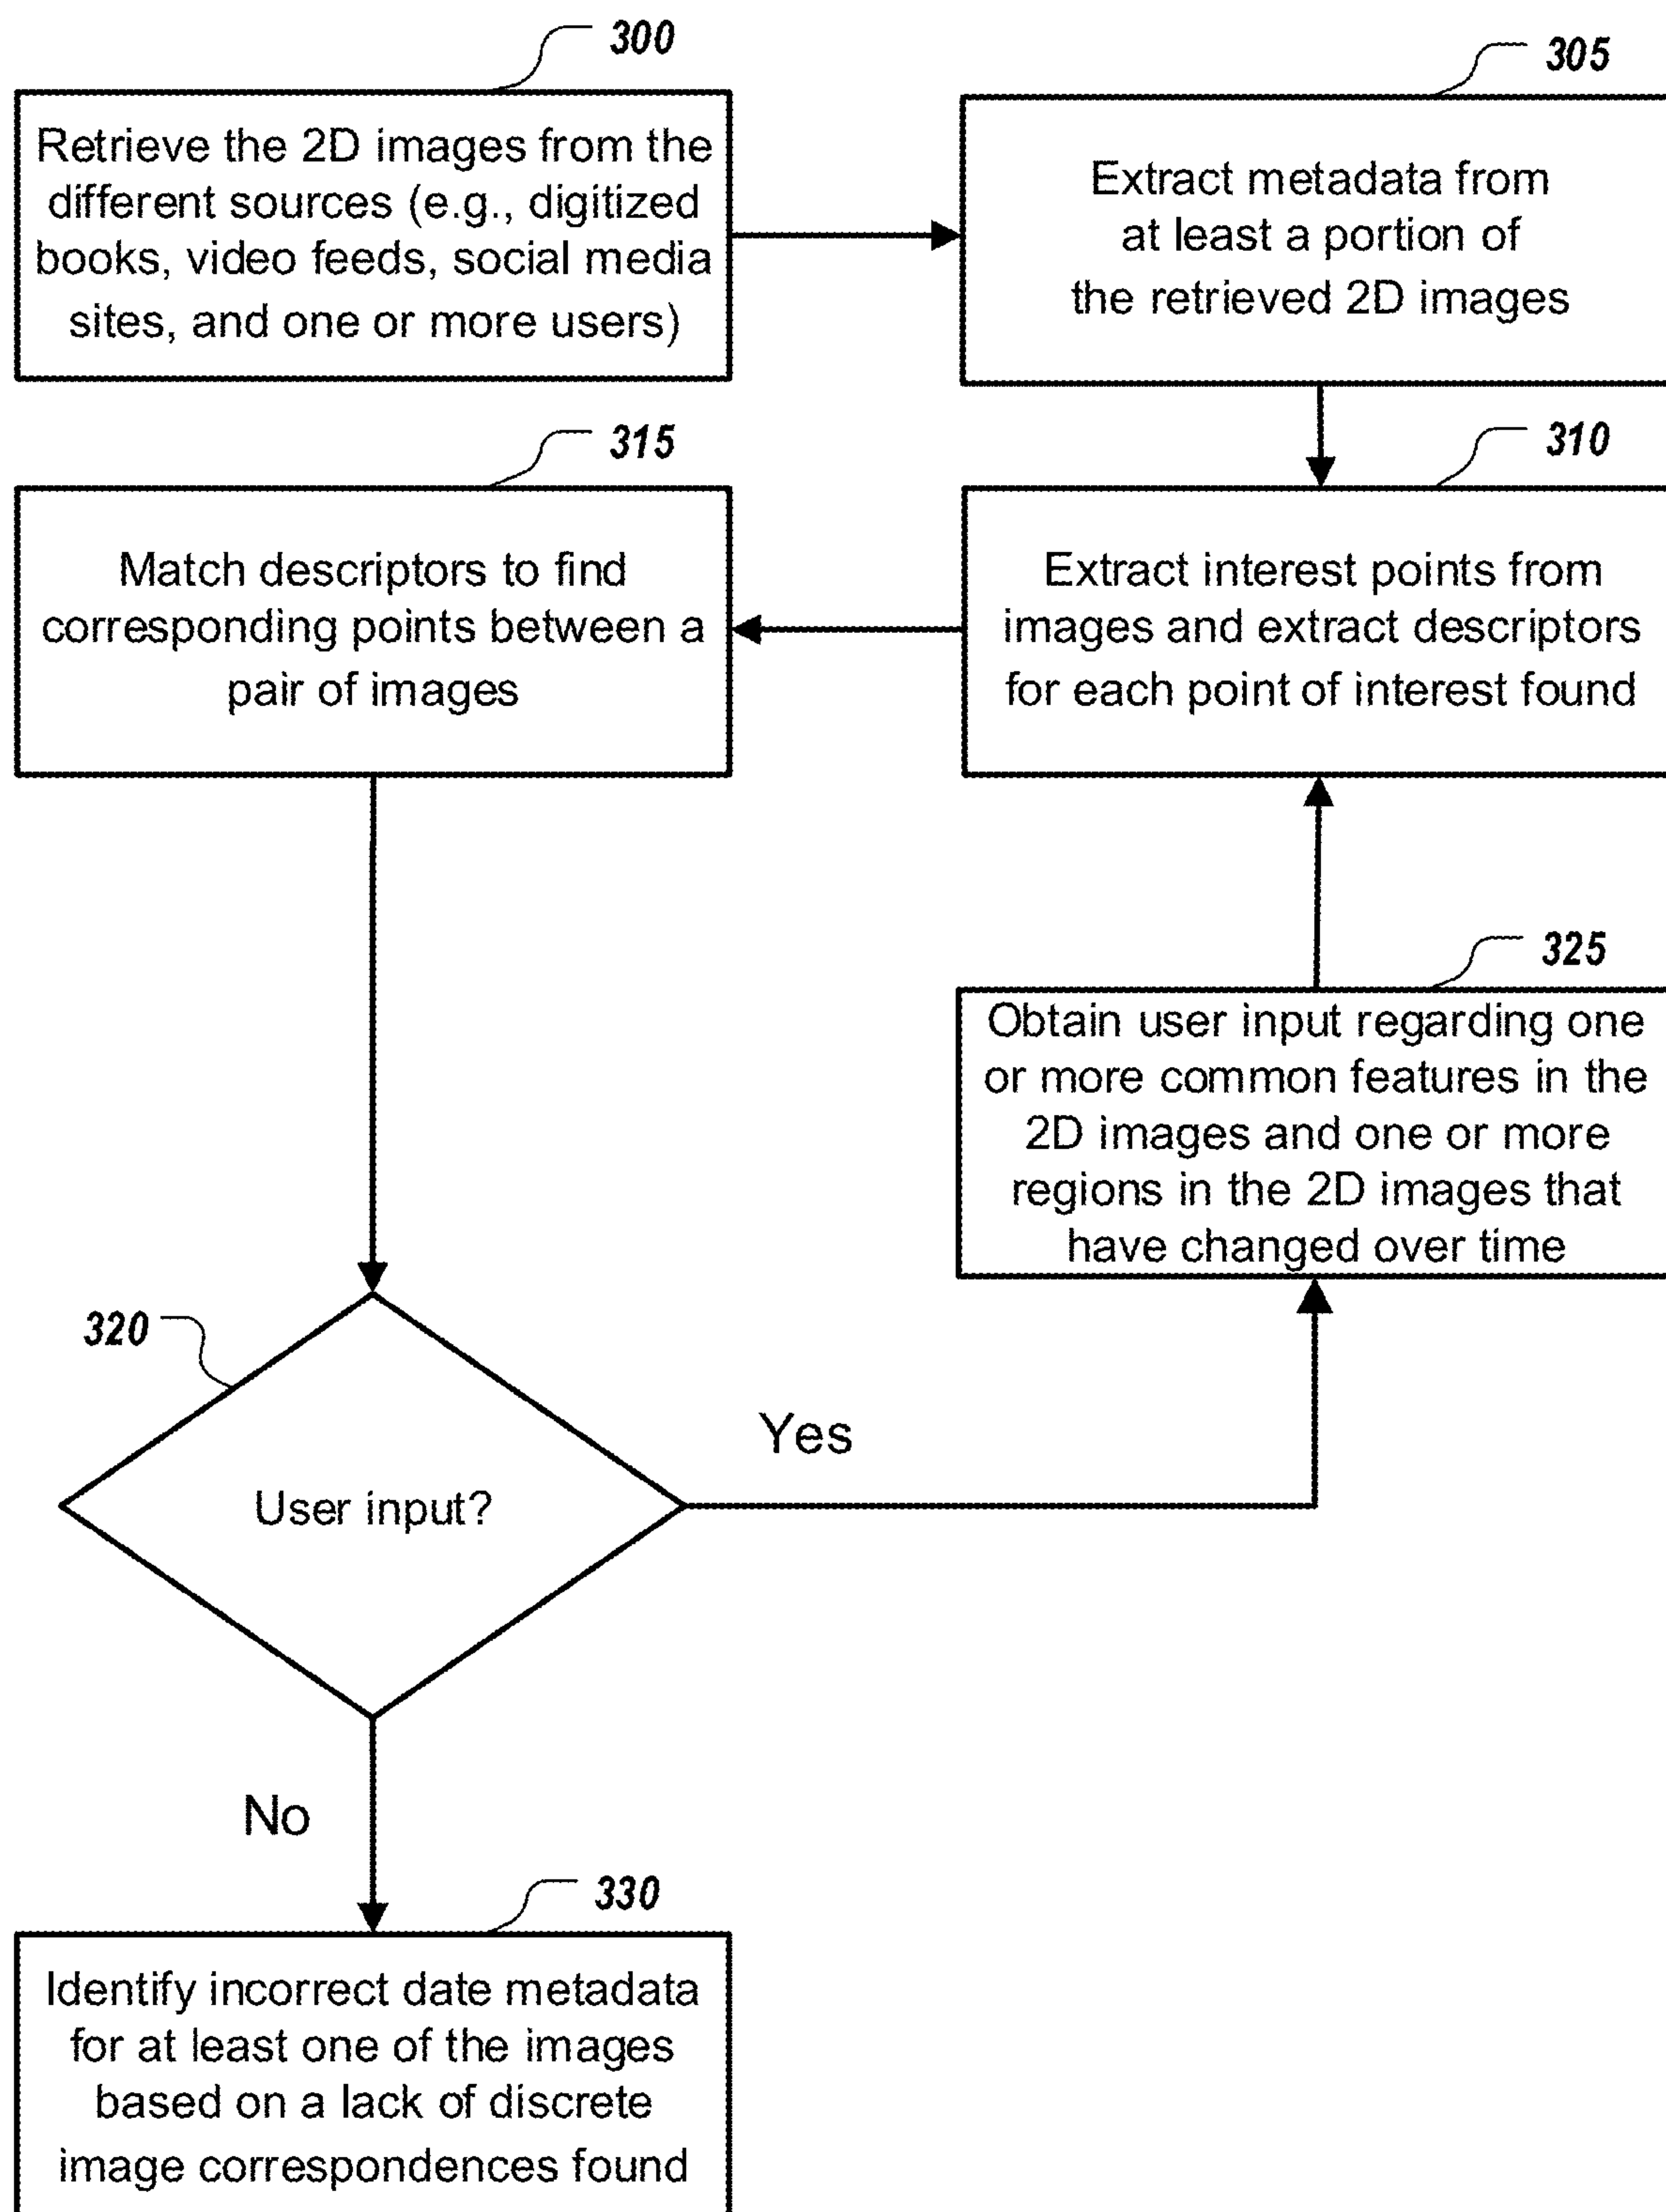 300
Retrieve the 2D images from the
different sources (e.g., digitized
books, video feeds, social media
sites, and one or more users)
305
Extract metadata from
at least a portion of
the retrieved 2D images
310
Extract interest points from
images and extract descriptors
for each point of interest found
315
Match descriptors to find
corresponding points between a
pair of images
320
User input?
Yes
325
Obtain user input regarding one
or more common features in the
2D images and one or more
regions in the 2D images that
have changed over time
No
330
Identify incorrect date metadata
for at least one of the images
based on a lack of discrete
image correspondences found